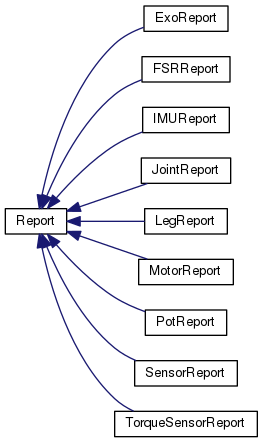 ExoReport
FSRReport
IMUReport
JointReport
Report
LegReport
MotorReport
PotReport
SensorReport
TorqueSensorReport